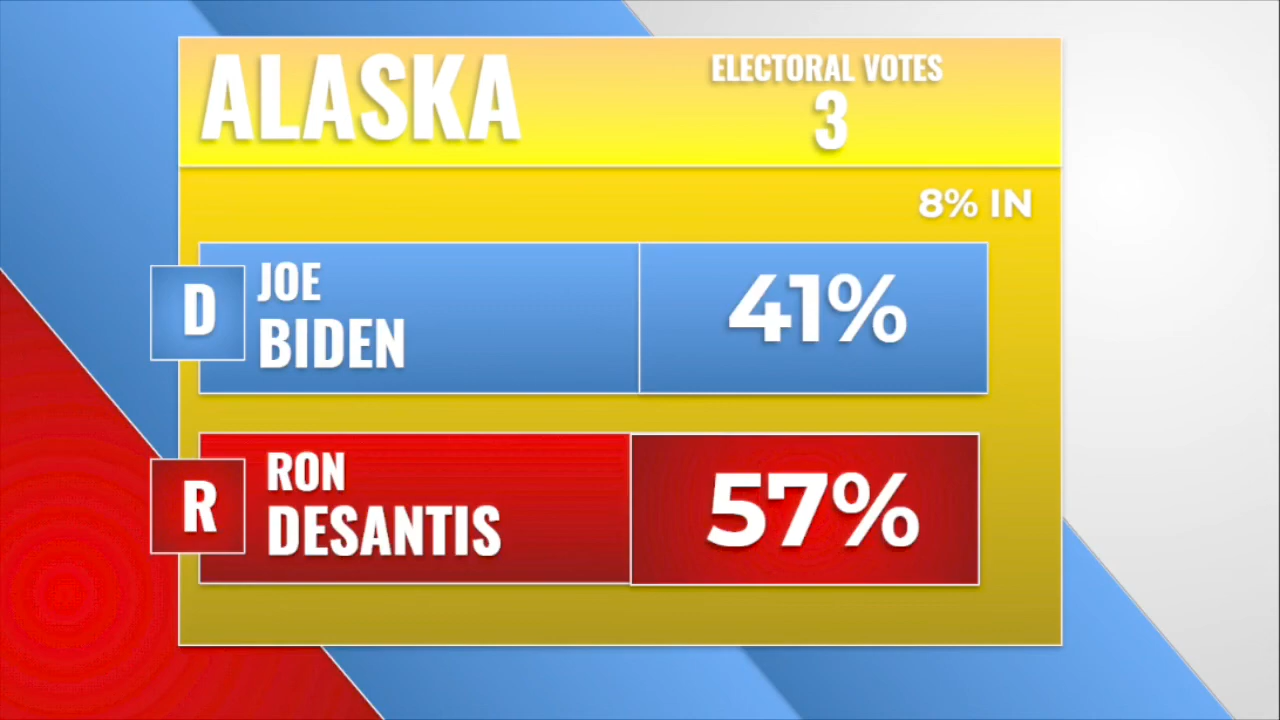 ALASKA
ELECTORAL VOTES
3
8% IN
D
JOE
BIDEN
41%
R
RON
DESANTIS
57%